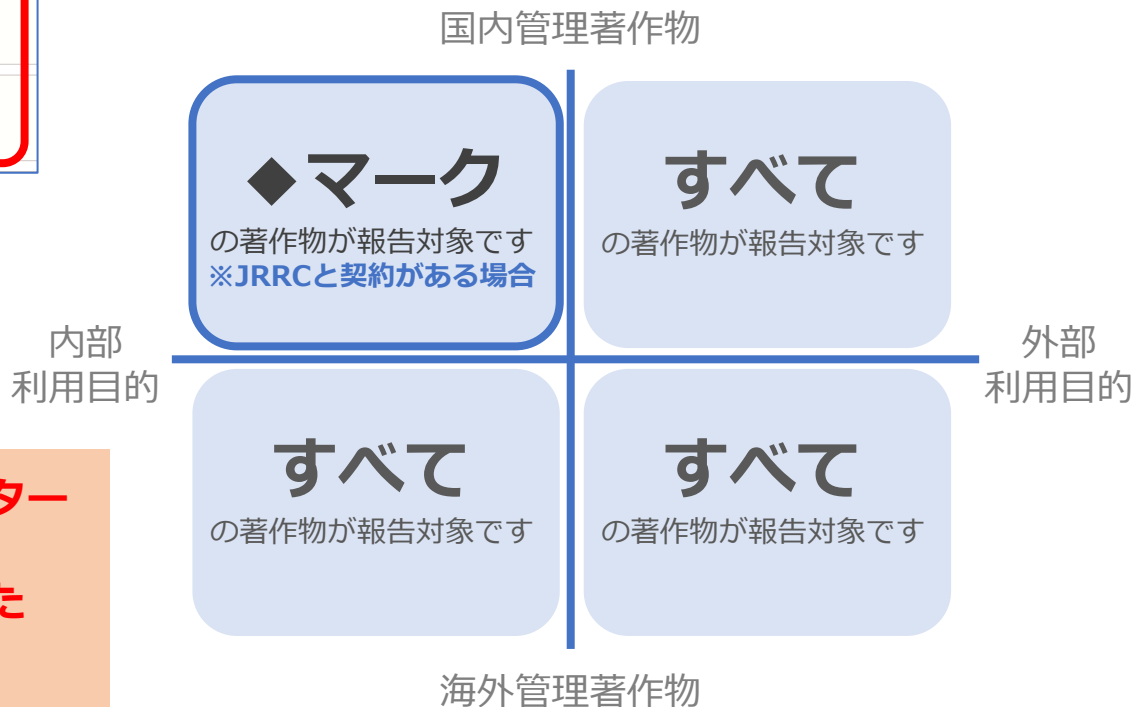 国内管理著作物
◆マーク
の著作物が報告対象です
※JRRCと契約がある場合
すべて
の著作物が報告対象です
内部
利用目的
外部
利用目的
すべて
の著作物が報告対象です
すべて
の著作物が報告対象です
ター
た
海外管理著作物